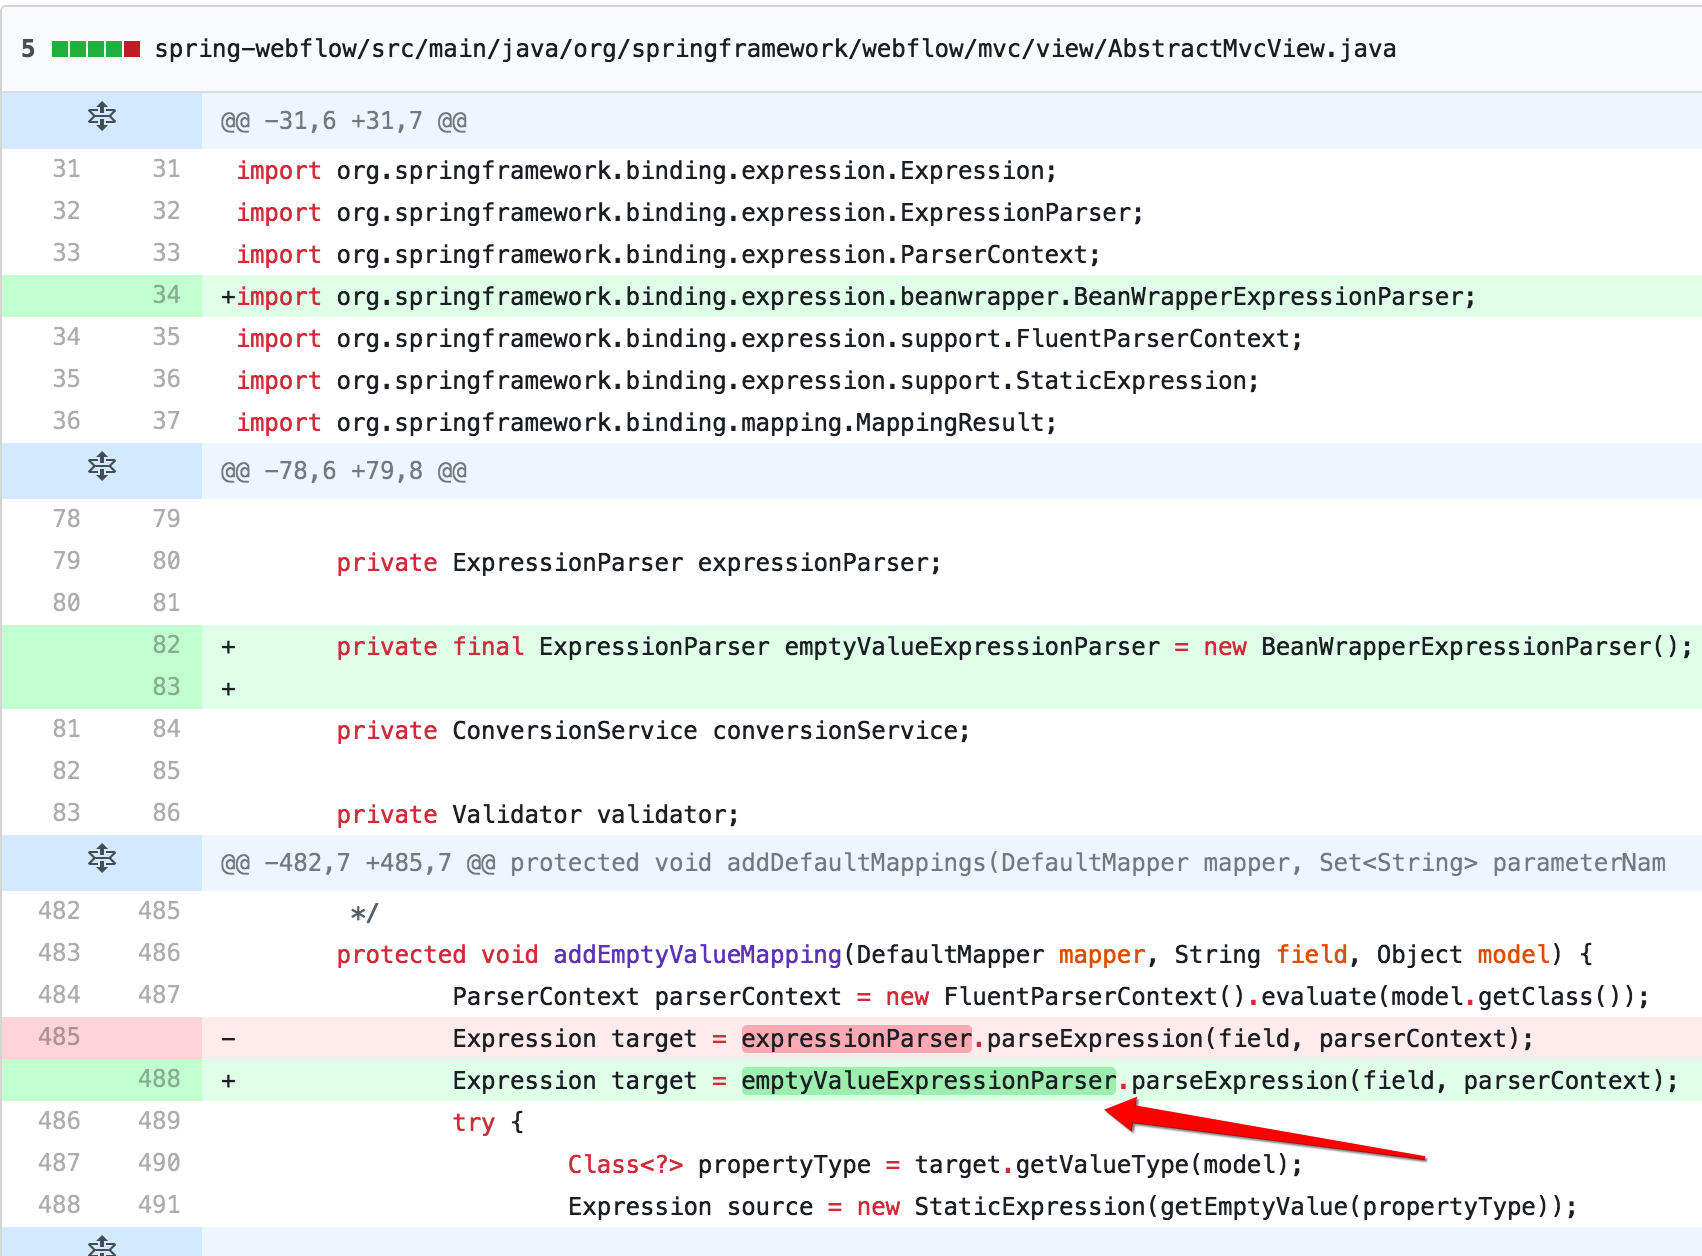 5 spring-webflow/src/main/java/org/springframework/webflow/mvc/view/AbstractMvcView.java
@@ -31,6 +31,7 @@
31 31 import org.springframework.binding.expression.Expression;
32 32 import org.springframework.binding.expression.ExpressionParser;
33 33 import org.springframework.binding.expression.ParserContext;
34 +import org.springframework.binding.expression.beanwrapper.BeanWrapperExpressionParser;
34 35 import org.springframework.binding.expression.support.FluentParserContext;
35 36 import org.springframework.binding.expression.support.StaticExpression;
36 37 import org.springframework.binding.mapping.MappingResult;
@@ -78,6 +79,8 @@
78 79
79 80 private ExpressionParser expressionParser;
80 81
82 + private final ExpressionParser emptyValueExpressionParser = new BeanWrapperExpressionParser();
83 +
81 84 private ConversionService conversionService;
82 85
83 86 private Validator validator;
@@ -482,7 +485,7 @@ protected void addDefaultMappings(DefaultMapper mapper, Set<String> parameterNam
482 485 */
483 486 protected void addEmptyValueMapping(DefaultMapper mapper, String field, Object model) {
484 487 ParserContext parserContext = new FluentParserContext().evaluate(model.getClass());
485 - Expression target = expressionParser.parseExpression(field, parserContext);
488 + Expression target = emptyValueExpressionParser.parseExpression(field, parserContext);
486 489 try {
487 490 Class<?> propertyType = target.getValueType(model);
488 491 Expression source = new StaticExpression(getEmptyValue(propertyType));